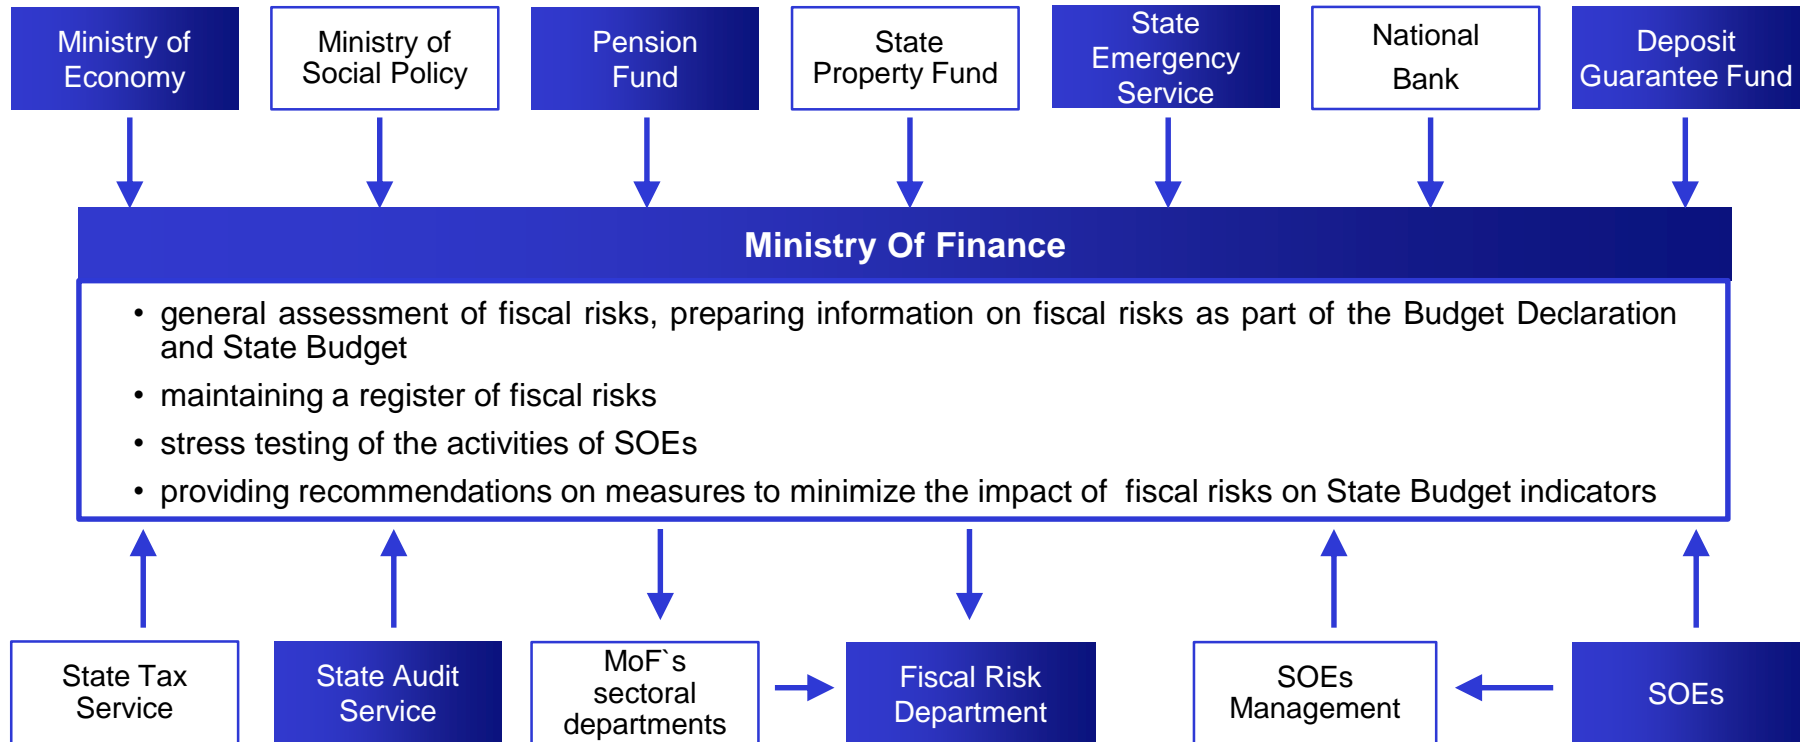 Ministry of
Economy
Ministry of
Social Policy
Pension
Fund
State
Property Fund
State
Emergency
Service
National
Bank
Deposit
Guarantee Fund
Ministry Of Finance
• general assessment of fiscal risks, preparing information on fiscal risks as part of the Budget Declaration
and State Budget
• maintaining a register of fiscal risks
• stress testing of the activities of SOEs
• providing recommendations on measures to minimize the impact of  fiscal risks on State Budget indicators
State Tax
Service
State Audit
Service
MoF`s
sectoral
departments
Fiscal Risk
Department
SOEs
Management
SOEs